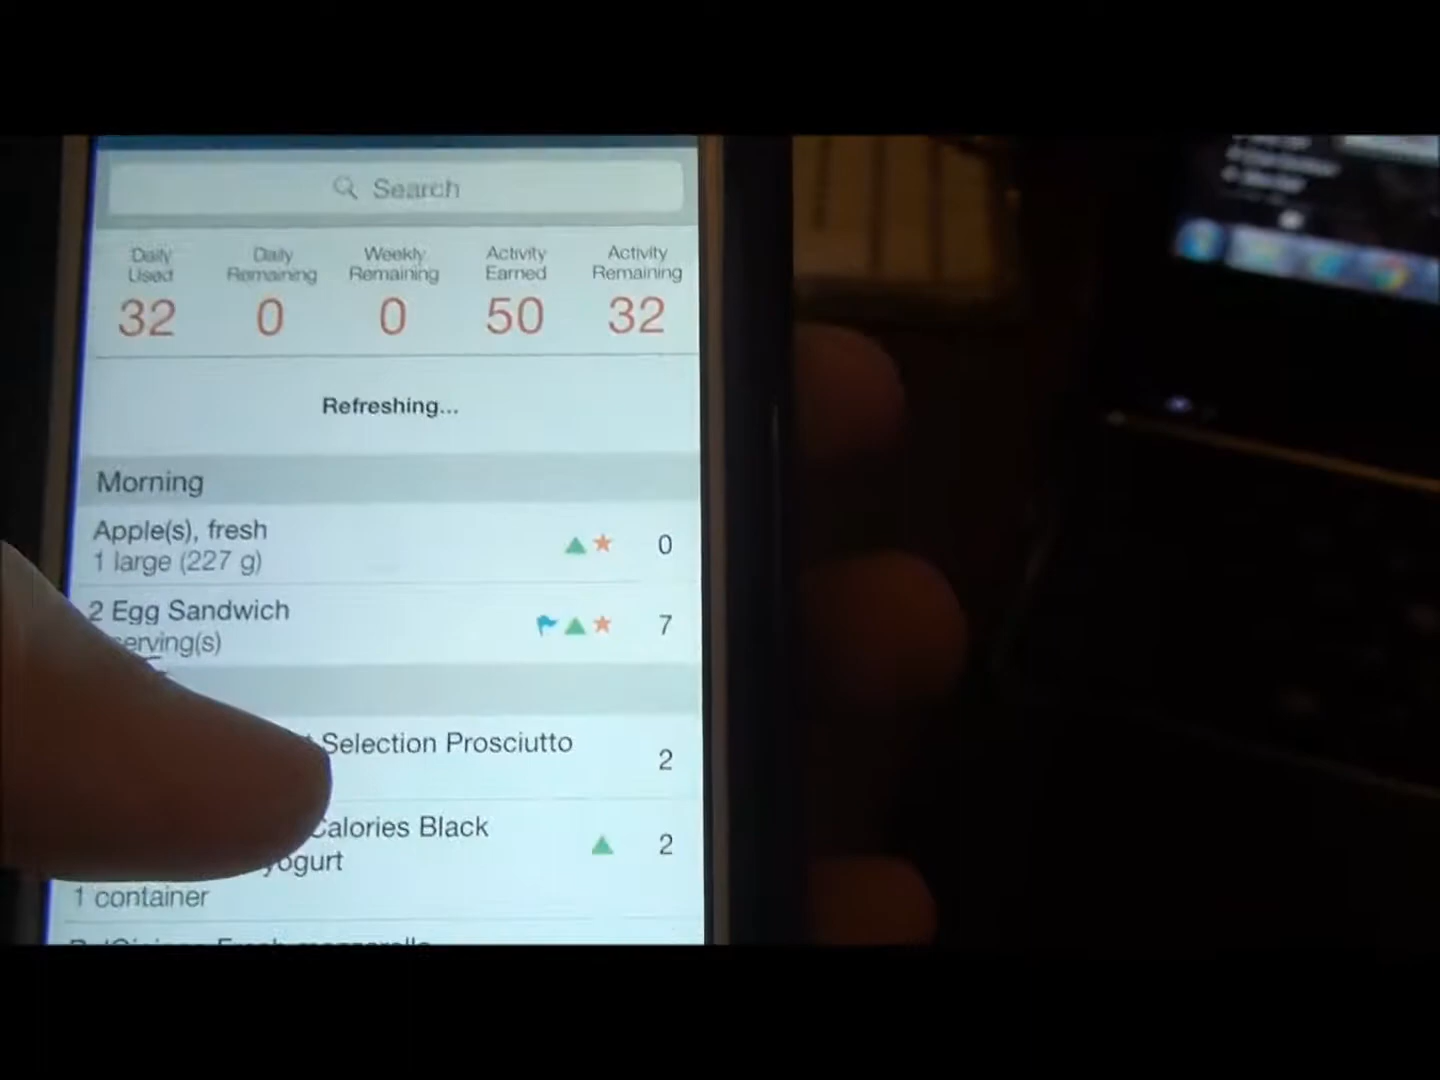 Search
Daily Used
Daily Remaining
Weekly Remaining
Activity Earned
Activity Remaining
32
0
0
50
32
Refreshing...
Morning
Apple(s), fresh
0
1 large (227 g)
2 Egg Sandwich
7
serving(s)
Selection Prosciutto
2
Calories Black
2
yogurt
1 container
Fresh mozzarella